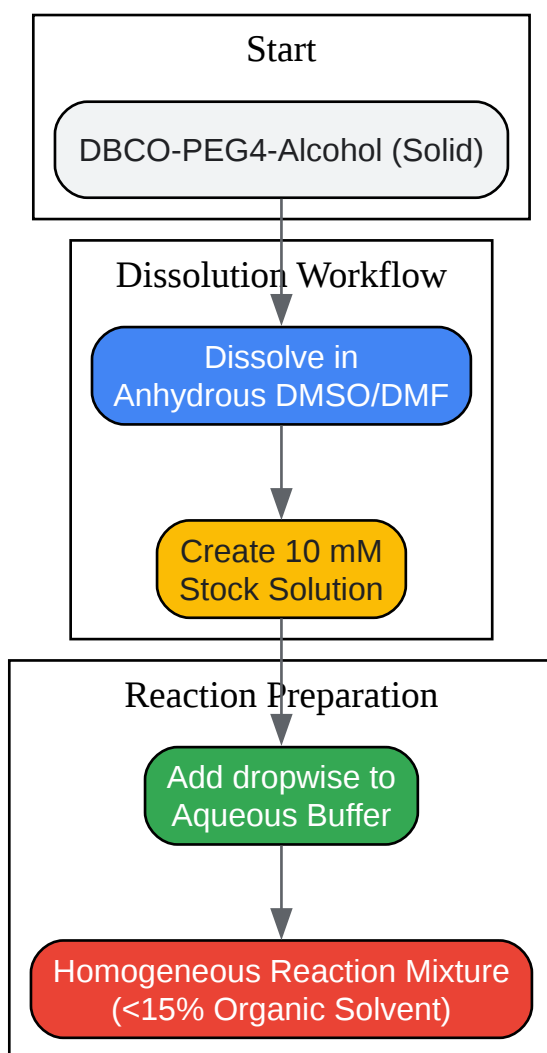 Start
DBCO-PEG4-Alcohol (Solid)
Dissolution Workflow
Dissolve in
Anhydrous DMSO/DMF
Create 10 mM
Stock Solution
Reaction Preparation
Add dropwise to
Aqueous Buffer
Homogeneous Reaction Mixture
(<15% Organic Solvent)